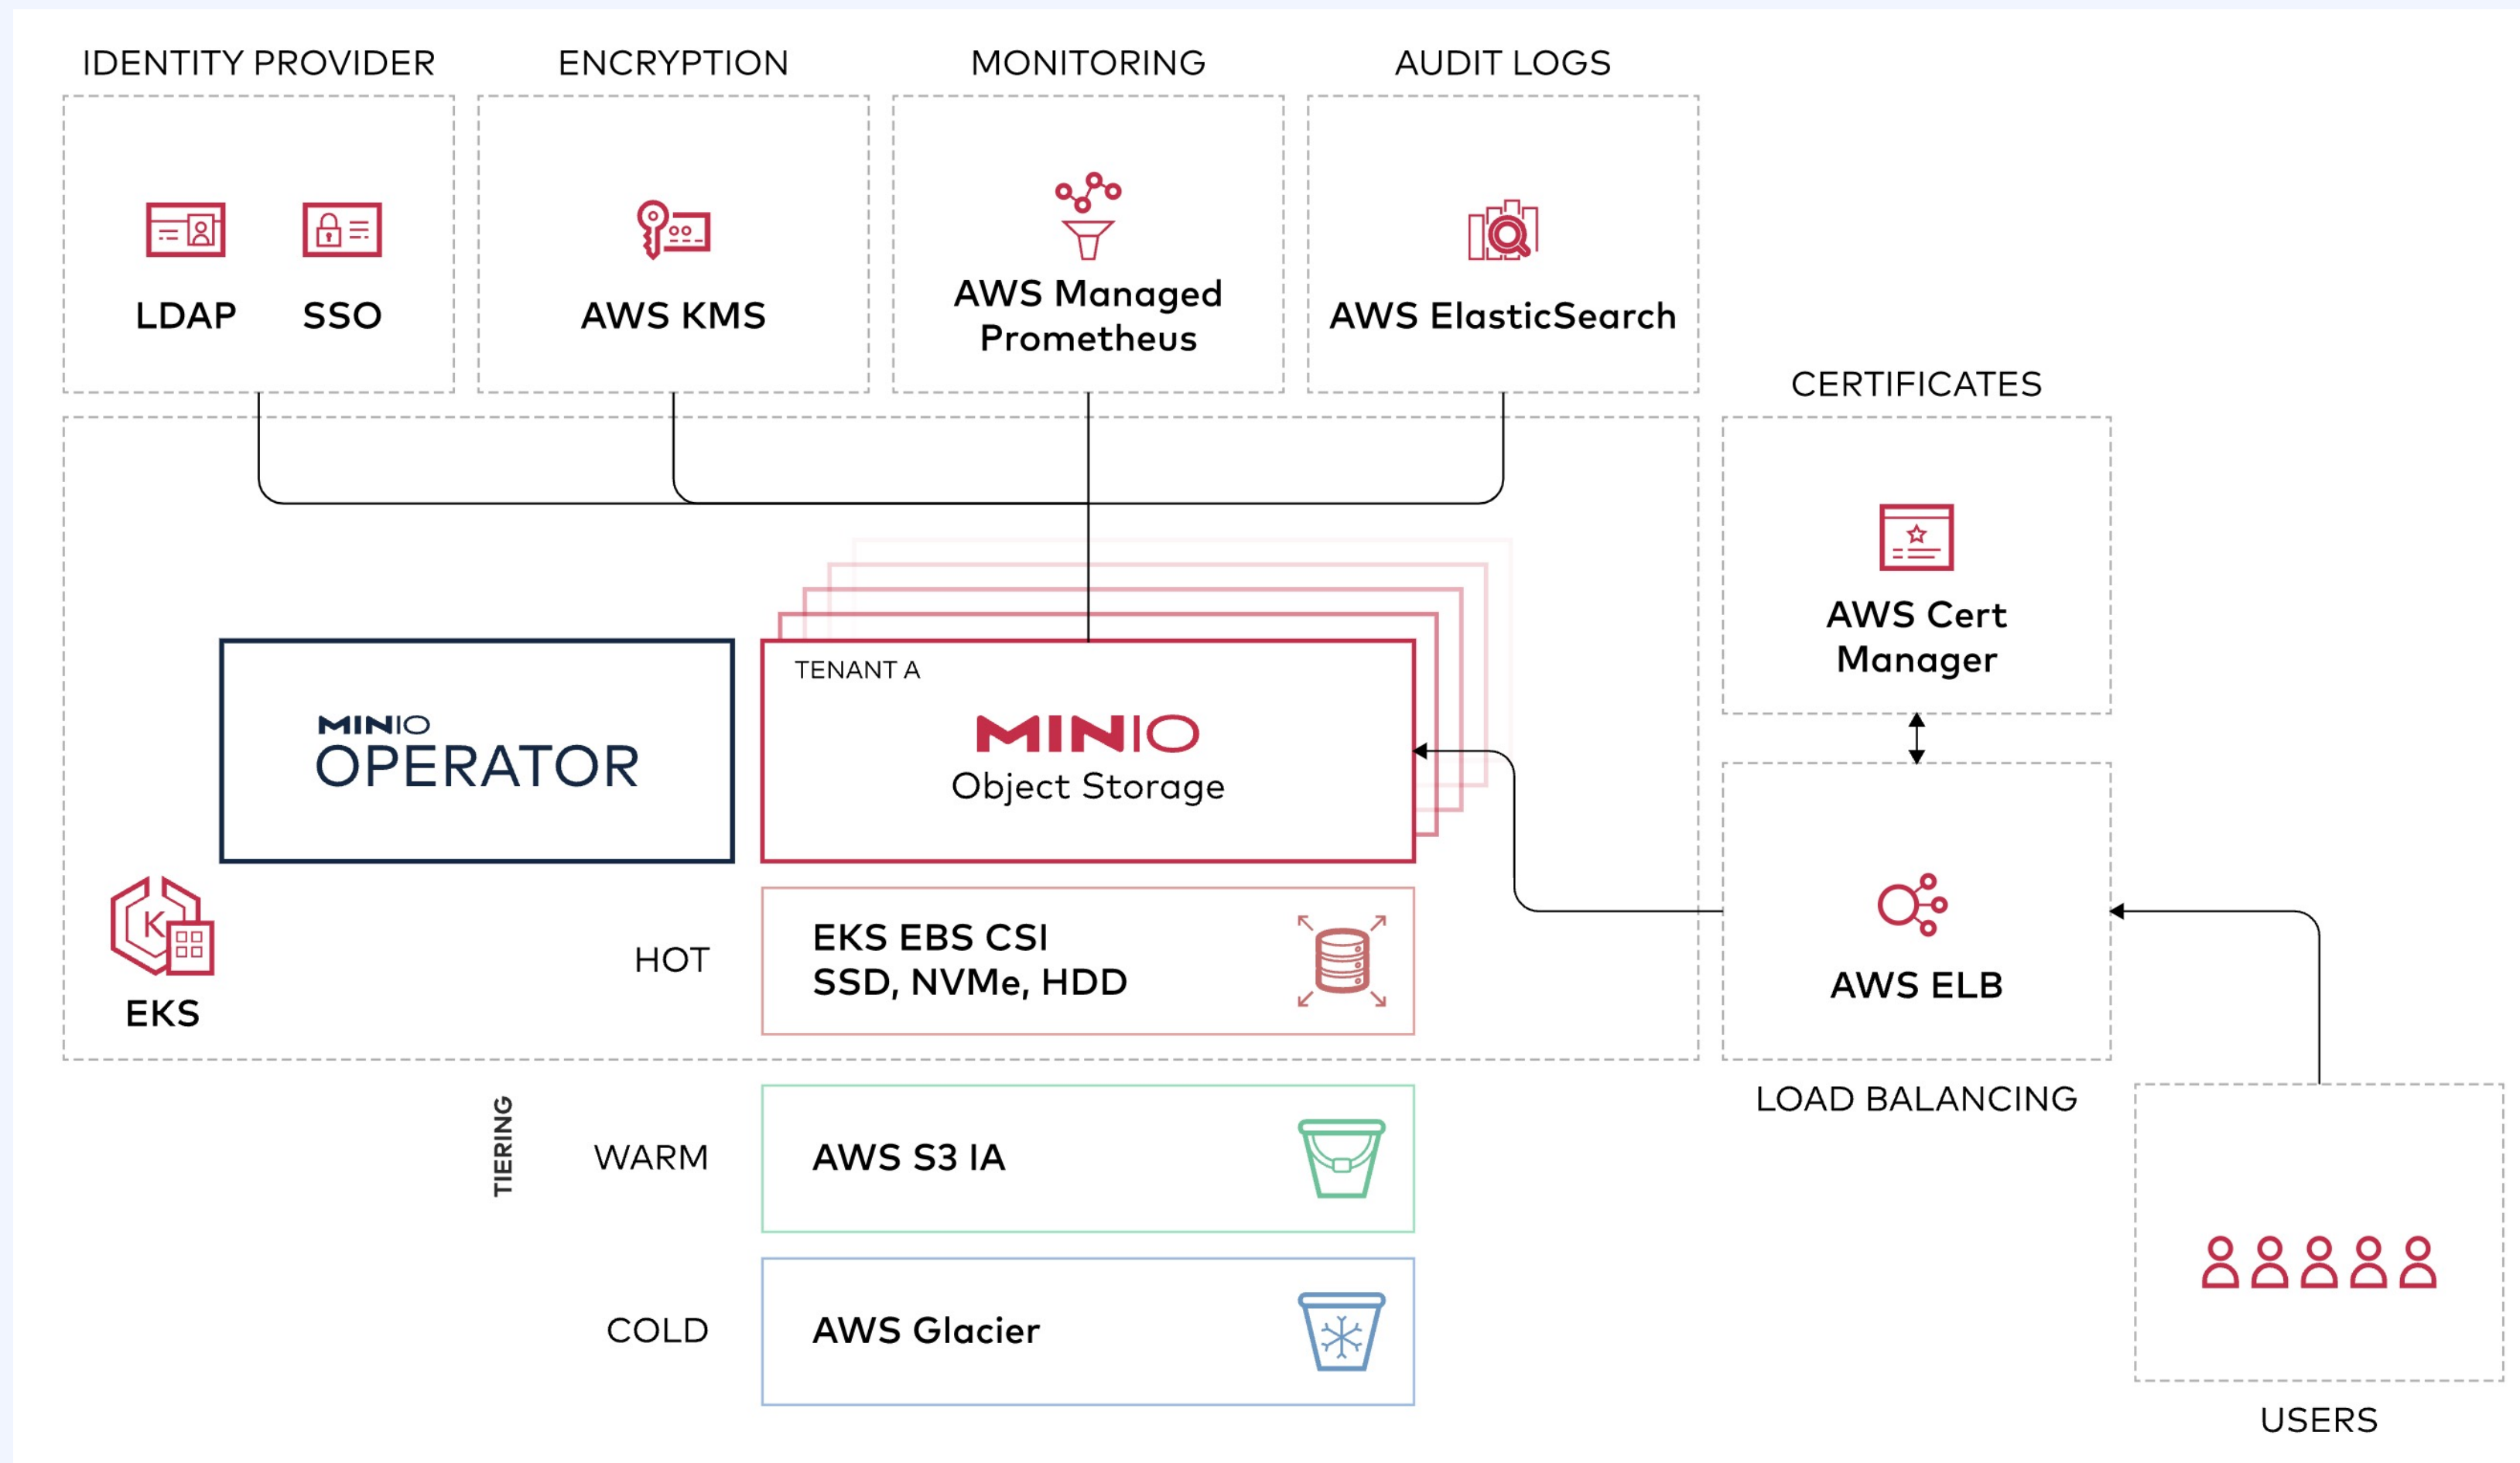 IDENTITY PROVIDER
ENCRYPTION
MONITORING
AUDIT LOGS
LDAP
SSO
AWS KMS
AWS Managed
Prometheus
AWS ElasticSearch
CERTIFICATES
AWS Cert
Manager
MINIO
OPERATOR
TENANT A
MINIO
Object Storage
K
EKS
HOT
EKS EBS CSI
SSD, NVMe, HDD
AWS ELB
LOAD BALANCING
TIERING
WARM
AWS S3 IA
COLD
AWS Glacier
USERS